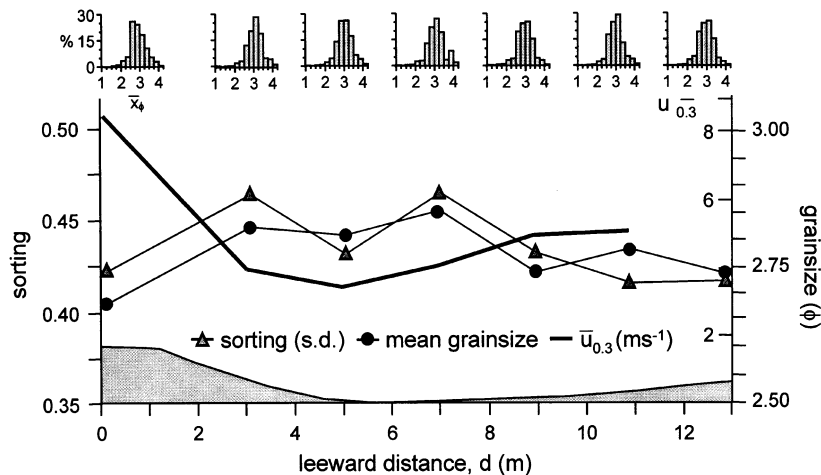 30
% 15
0
1 2 3 4
1 2 3 4
1 2 3 4
1 2 3 4
1 2 3 4
1 2 3 4
1 2 3 4
x̅ϕ
u 0.3
0.50
0.45
0.40
0.35
sorting
8
6
2
3.00
2.75
2.50
grainsize (ϕ)
sorting (s.d.) mean grainsize u̅0.3 (ms-1)
0 2 4 6 8 10 12
leeward distance, d (m)